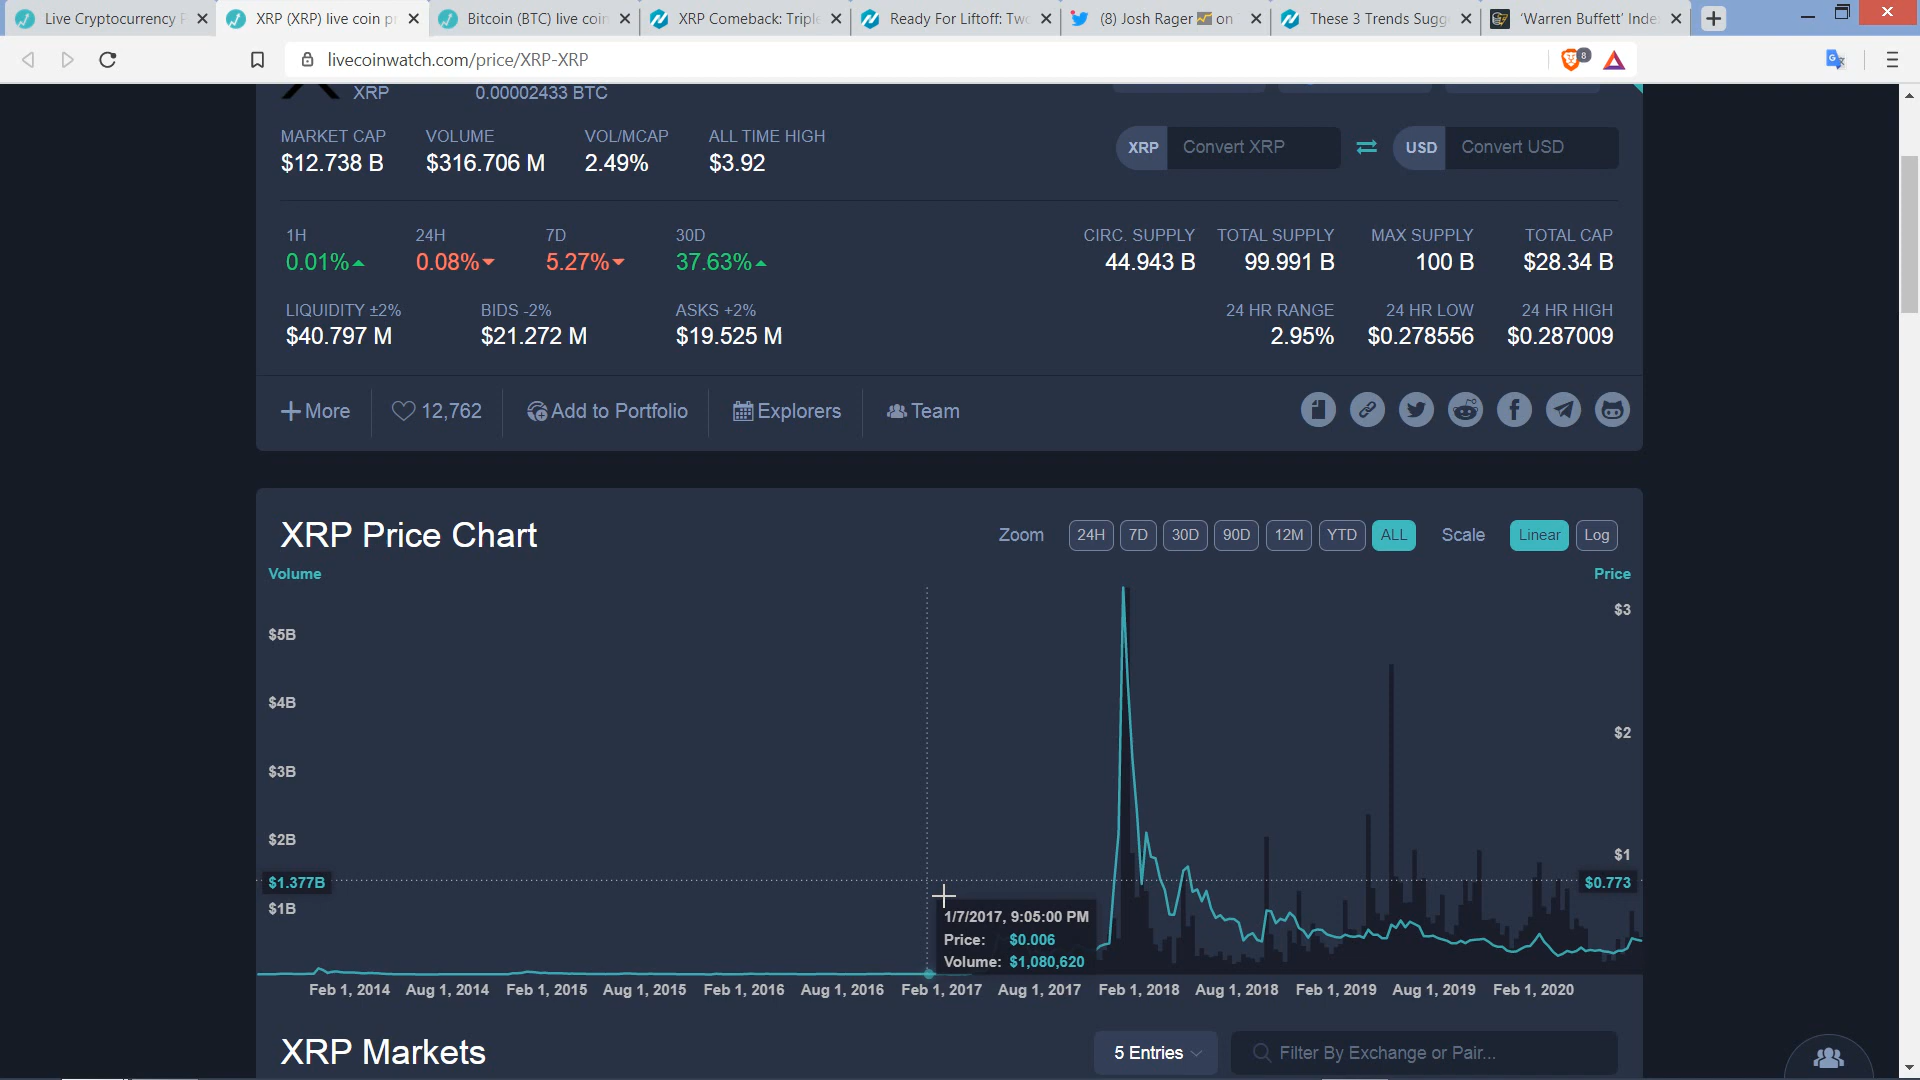 Live Cryptocurrency P
XRP (XRP) live coin pr
Bitcoin (BTC) live coin
XRP Comeback: Triple
Ready For Liftoff: Two
(8) Josh Rager on
These 3 Trends Sugg
'Warren Buffett' Inde
livecoinwatch.com/price/XRP-XRP
8
XRP
0.00002433 BTC
MARKET CAP VOLUME VOL/MCAP ALL TIME HIGH
$12.738 B $316.706 M 2.49% $3.92
XRP Convert XRP USD Convert USD
1H 24H 7D 30D
0.01% 0.08% 5.27% 37.63%
CIRC. SUPPLY TOTAL SUPPLY MAX SUPPLY TOTAL CAP
44.943 B 99.991 B 100 B $28.34 B
LIQUIDITY ±2% BIDS -2% ASKS +2%
$40.797 M $21.272 M $19.525 M
24 HR RANGE 24 HR LOW 24 HR HIGH
2.95% $0.278556 $0.287009
More 12,762 Add to Portfolio Explorers Team
XRP Price Chart
Zoom 24H 7D 30D 90D 12M YTD ALL Scale Linear Log
Volume Price
$5B
$4B
$3B
$2B
$1.377B
$1B
$3
$2
$1
$0.773
1/7/2017, 9:05:00 PM
Price: $0.006
Volume: $1,080,620
Feb 1, 2014 Aug 1, 2014 Feb 1, 2015 Aug 1, 2015 Feb 1, 2016 Aug 1, 2016 Feb 1, 2017 Aug 1, 2017 Feb 1, 2018 Aug 1, 2018 Feb 1, 2019 Aug 1, 2019 Feb 1, 2020
XRP Markets
5 Entries Filter By Exchange or Pair...